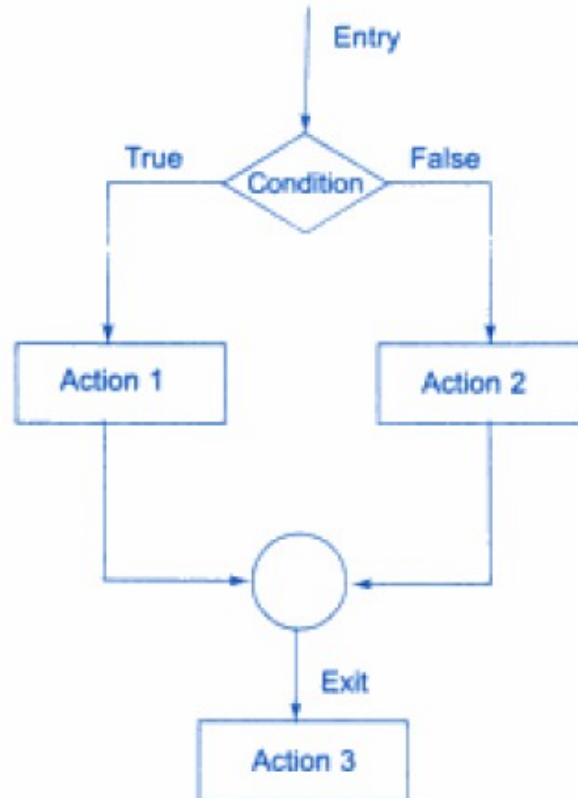 Entry
True
False
Condition
Action 1
Action 2
Exit
Action 3